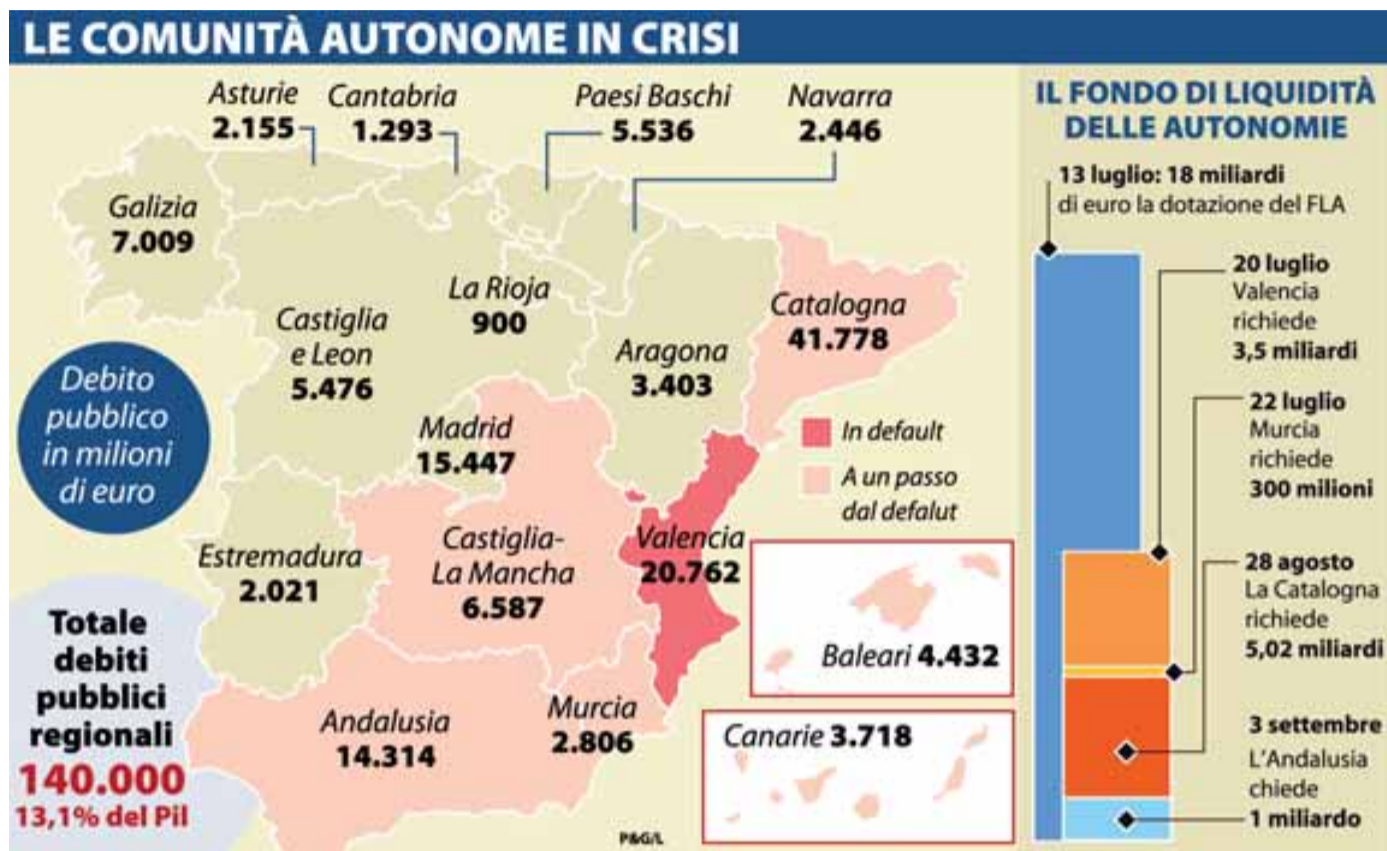 LE COMUNITÀ AUTONOME IN CRISI
Asturie
2.155
Cantabria
1.293
Paesi Baschi
5.536
Navarra
2.446
Galizia
7.009
La Rioja
900
Castiglia
e Leon
5.476
Aragona
3.403
Catalogna
41.778
Debito
pubblico
in milioni
di euro
Madrid
15.447
In default
A un passo
dal defalut
Estremadura
2.021
Castiglia-
La Mancha
6.587
Valencia
20.762
Baleari 4.432
Totale
debiti
pubblici
regionali
140.000
13,1% del Pil
Andalusia
14.314
Murcia
2.806
Canarie 3.718
P&G/L
IL FONDO DI LIQUIDITÀ
DELLE AUTONOMIE
13 luglio: 18 miliardi
di euro la dotazione del FLA
20 luglio
Valencia
richiede
3,5 miliardi
22 luglio
Murcia
richiede
300 milioni
28 agosto
La Catalogna
richiede
5,02 miliardi
3 settembre
L'Andalusia
chiede
1 miliardo